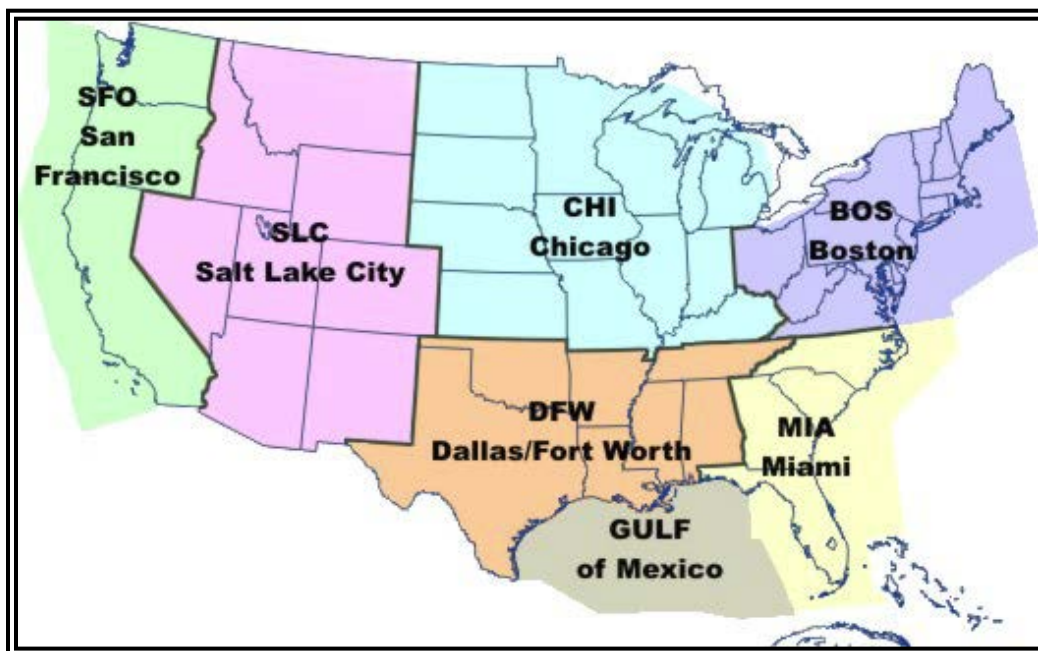 SFO
San
Francisco
SLC
Salt Lake City
CHI
Chicago
BOS
Boston
DFW
Dallas/Fort Worth
MIA
Miami
GULF
of Mexico